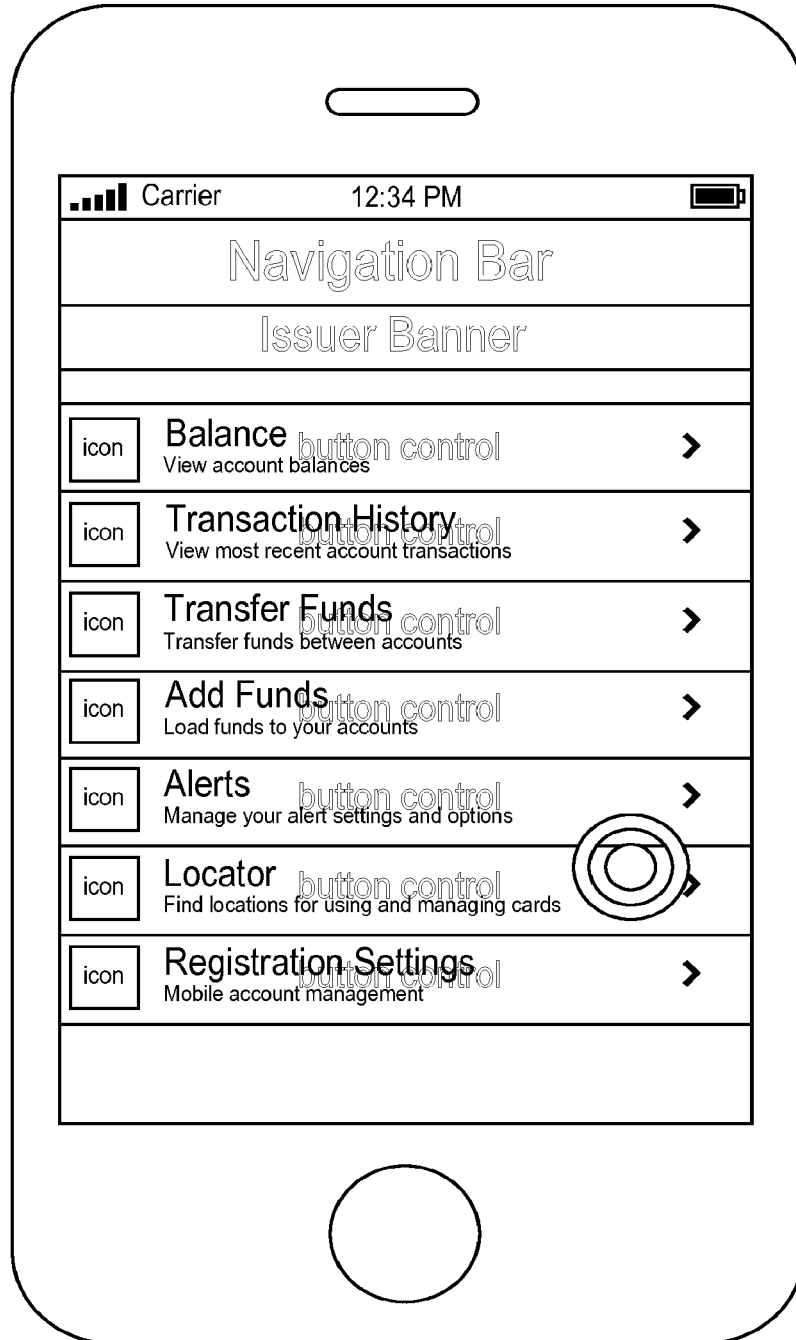 Carrier 12:34 PM
Navigation Bar
Issuer Banner
icon
Balance
button control
View account balances
icon
Transaction History
button control
View most recent account transactions
icon
Transfer Funds
button control
Transfer funds between accounts
icon
Add Funds
button control
Load funds to your accounts
icon
Alerts
button control
Manage your alert settings and options
icon
Locator
button control
Find locations for using and managing cards
icon
Registration Settings
button control
Mobile account management